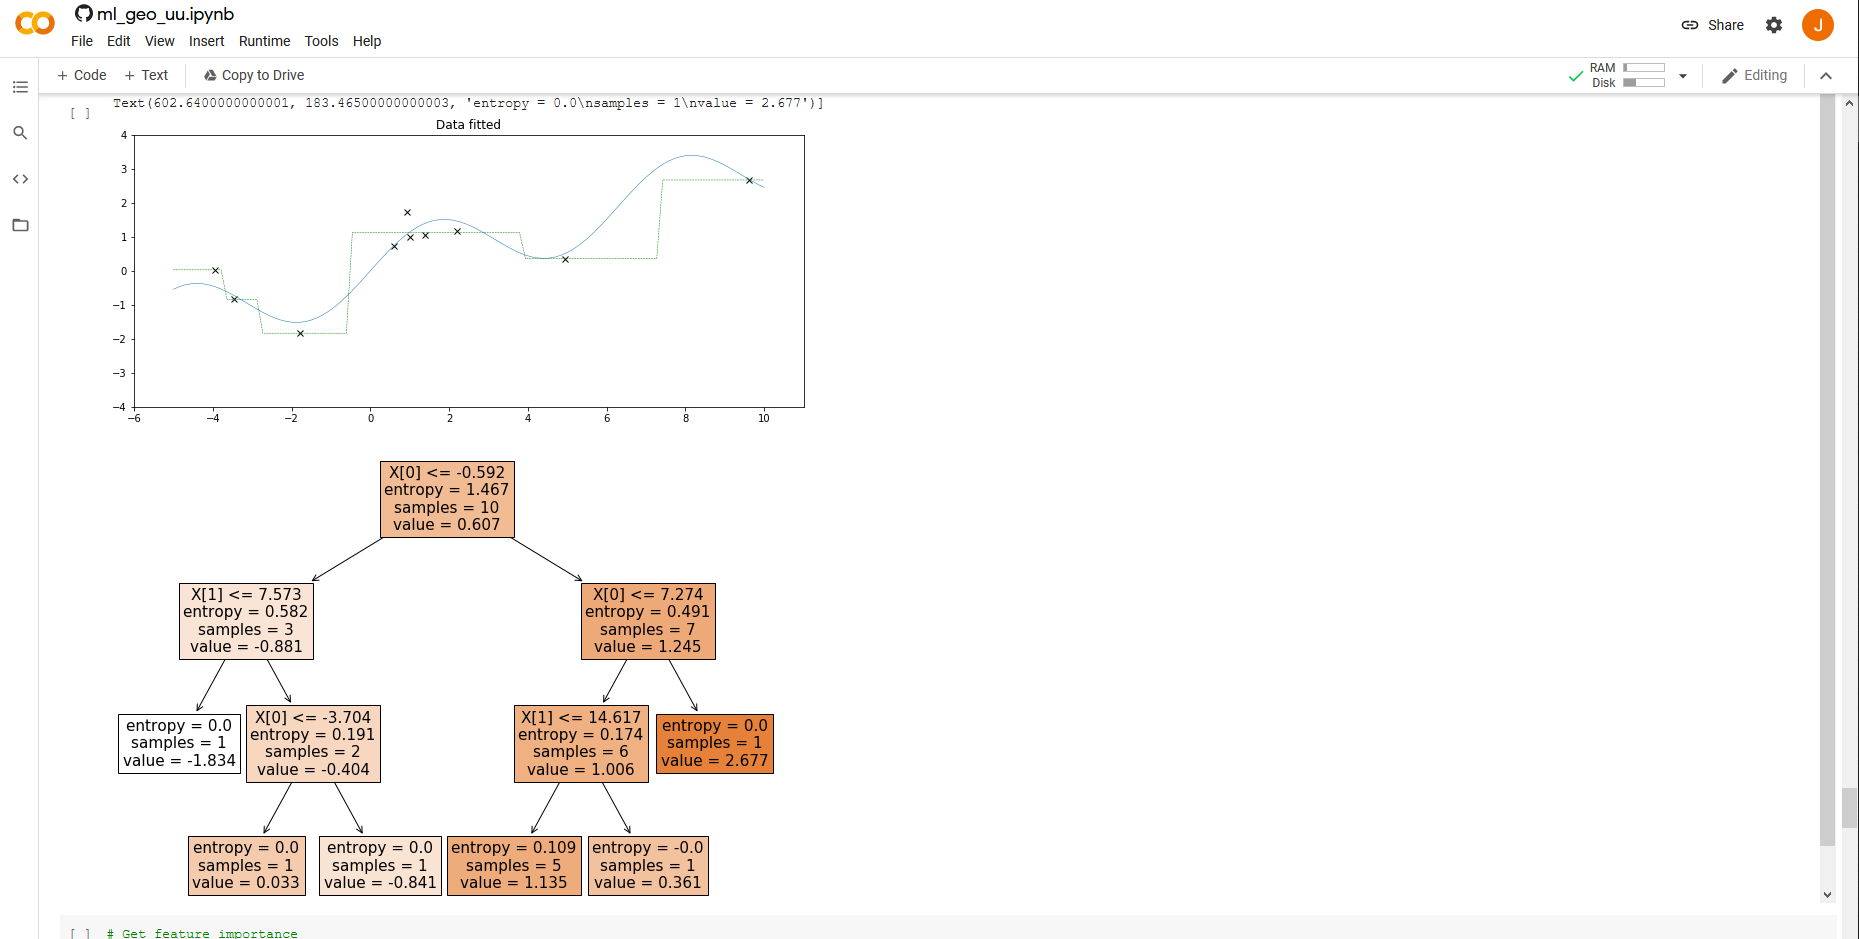 ml_geo_uu.ipynb
File Edit View Insert Runtime Tools Help
Share
J
+ Code + Text Copy to Drive
RAM
Disk
Editing
Text(602.6400000000001, 183.46500000000003, 'entropy = 0.0\nsamples = 1\nvalue = 2.677')]
[ ]
Data fitted
4
3
2
1
0
−1
−2
−3
−4
−6 −4 −2 0 2 4 6 8 10
X[0] <= -0.592
entropy = 1.467
samples = 10
value = 0.607
X[1] <= 7.573
entropy = 0.582
samples = 3
value = -0.881
X[0] <= 7.274
entropy = 0.491
samples = 7
value = 1.245
entropy = 0.0
samples = 1
value = -1.834
X[0] <= -3.704
entropy = 0.191
samples = 2
value = -0.404
X[1] <= 14.617
entropy = 0.174
samples = 6
value = 1.006
entropy = 0.0
samples = 1
value = 2.677
entropy = 0.0
samples = 1
value = 0.033
entropy = 0.0
samples = 1
value = -0.841
entropy = 0.109
samples = 5
value = 1.135
entropy = -0.0
samples = 1
value = 0.361
[ ] # Get feature importance